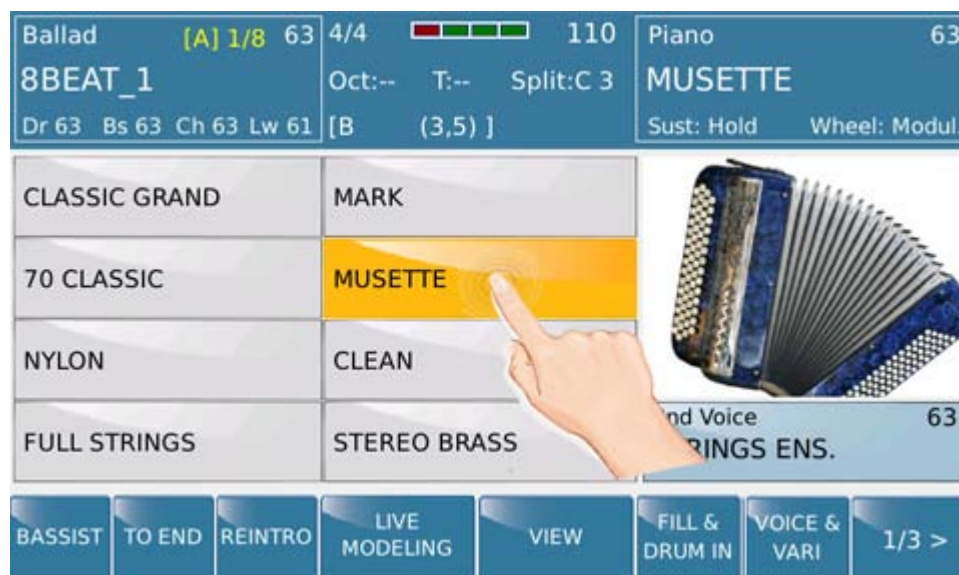 Ballad [A] 1/8 63
8BEAT_1
Dr 63 Bs 63 Ch 63 Lw 61
4/4 110
Oct:-- T:-- Split:C 3
[B (3,5) ]
Piano 63
MUSETTE
Sust: Hold Wheel: Modul.
CLASSIC GRAND
MARK
70 CLASSIC
MUSETTE
NYLON
CLEAN
FULL STRINGS
STEREO BRASS
Voice 63
ENS.
BASSIST
TO END
REINTRO
LIVE
MODELING
VIEW
FILL &
DRUM IN
VOICE &
VARI
1/3 >